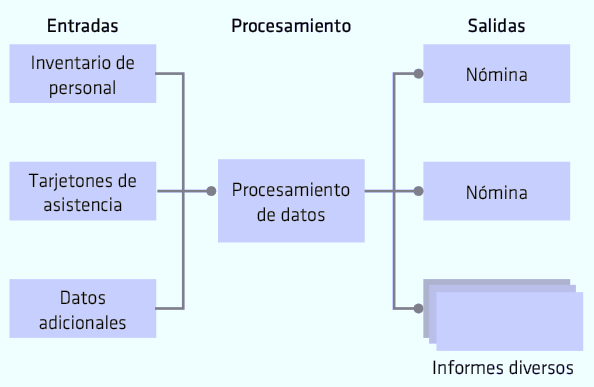 Entradas
Procesamiento
Salidas
Inventario de
personal
Nómina
Tarjetones de
asistencia
Procesamiento
de datos
Nómina
Datos
adicionales
Informes diversos